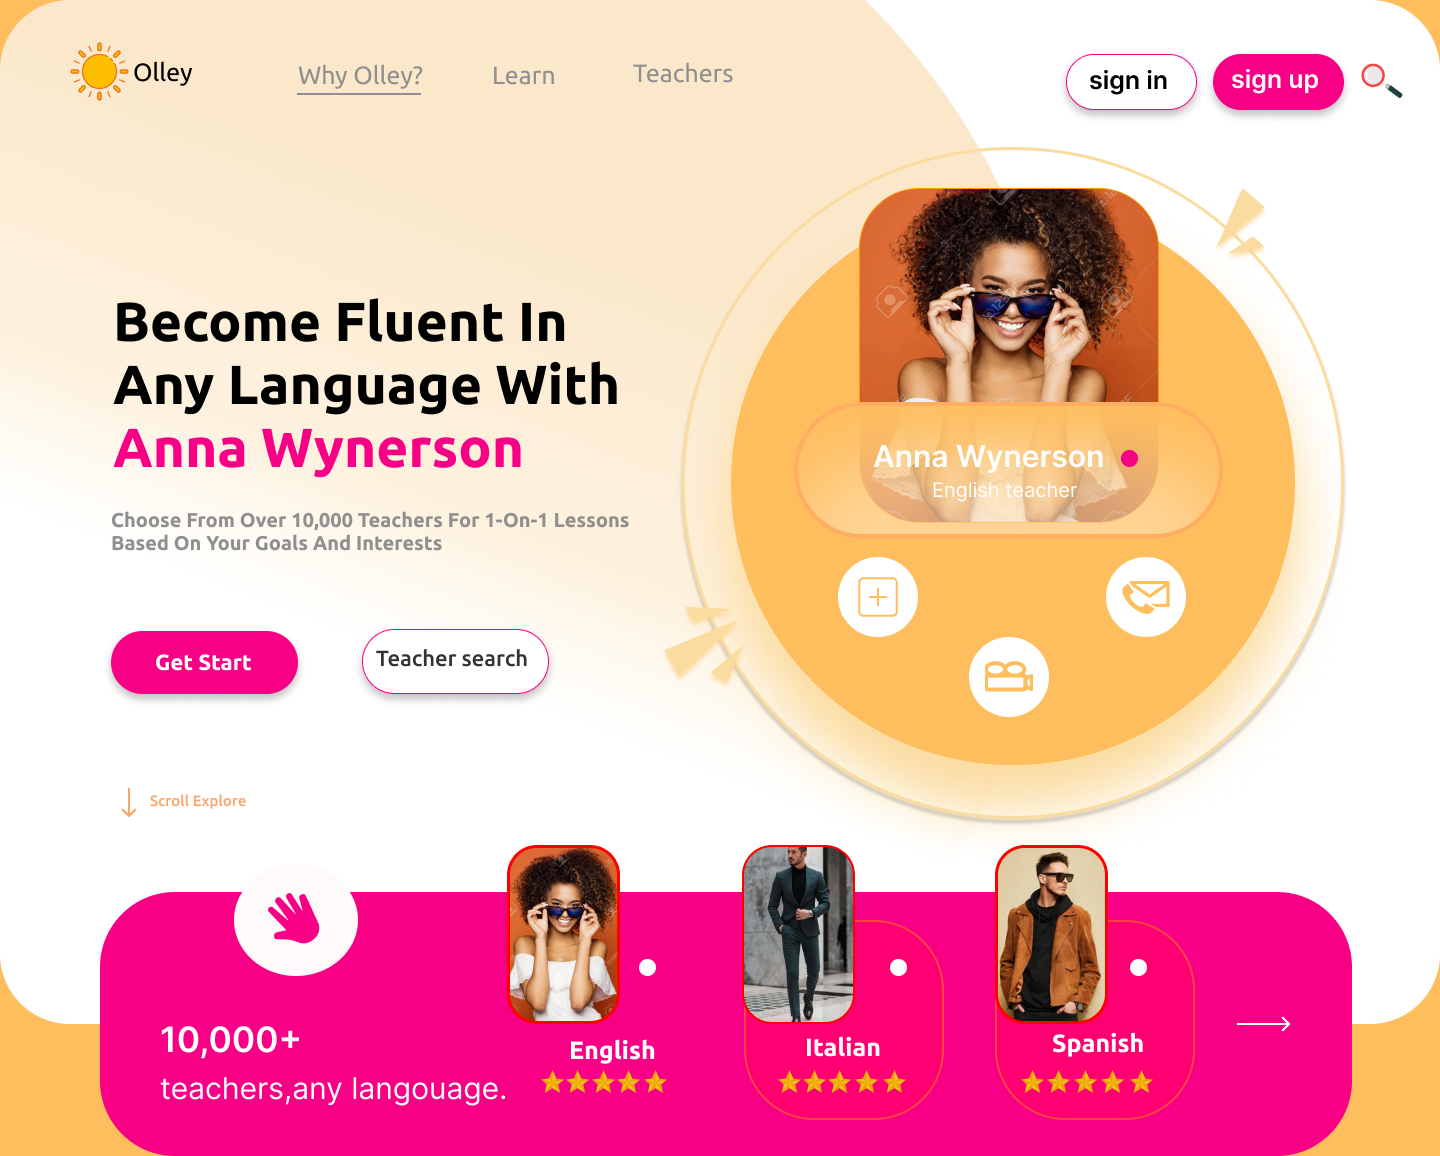 Olley
Why Olley?
Learn
Teachers
sign in
sign up
Become Fluent In
Any Language With
Anna Wynerson
Choose From Over 10,000 Teachers For 1-On-1 Lessons
Based On Your Goals And Interests
Get Start
Teacher search
Anna Wynerson
English teacher
Scroll Explore
10,000+
teachers,any langouage.
English
Italian
Spanish